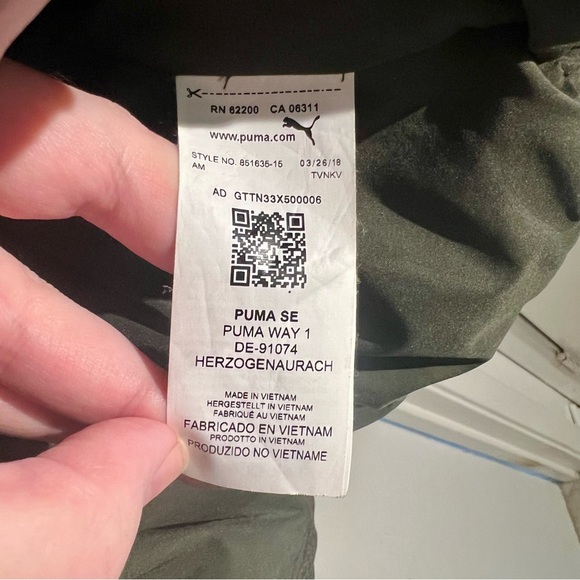 RN 62200 CA 06311
www.puma.com
STYLE NO. 851635-15 03/26/18
AM TVNKV
AD GTTN33X500006
PUMA SE
PUMA WAY 1
DE-91074
HERZOGENAURACH
MADE IN VIETNAM
HERGESTELLT IN VIETNAM
FABRIQUÉ AU VIETNAM
FABRICADO EN VIETNAM
PRODOTTO IN VIETNAM
PRODUZIDO NO VIETNAME